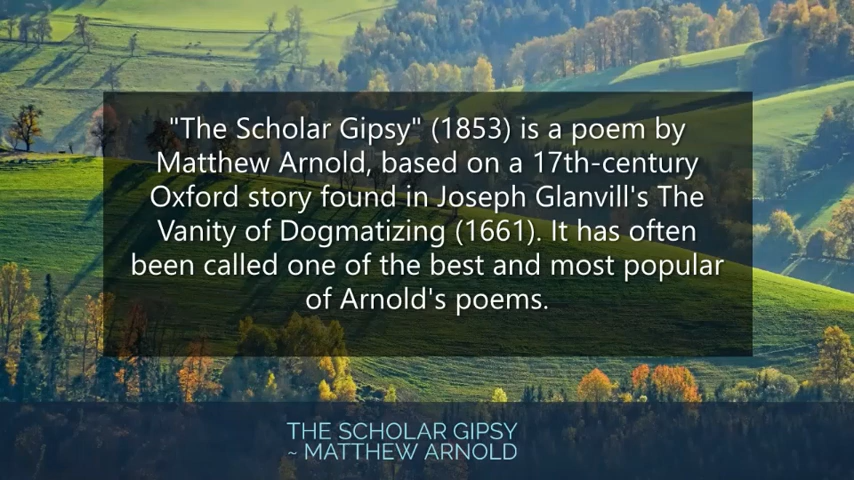 "The Scholar Gipsy" (1853) is a poem by
Matthew Arnold, based on a 17th-century
Oxford story found in Joseph Glanvill's The
Vanity of Dogmatizing (1661). It has often
been called one of the best and most popular
of Arnold's poems.
THE SCHOLAR GIPSY
~ MATTHEW ARNOLD